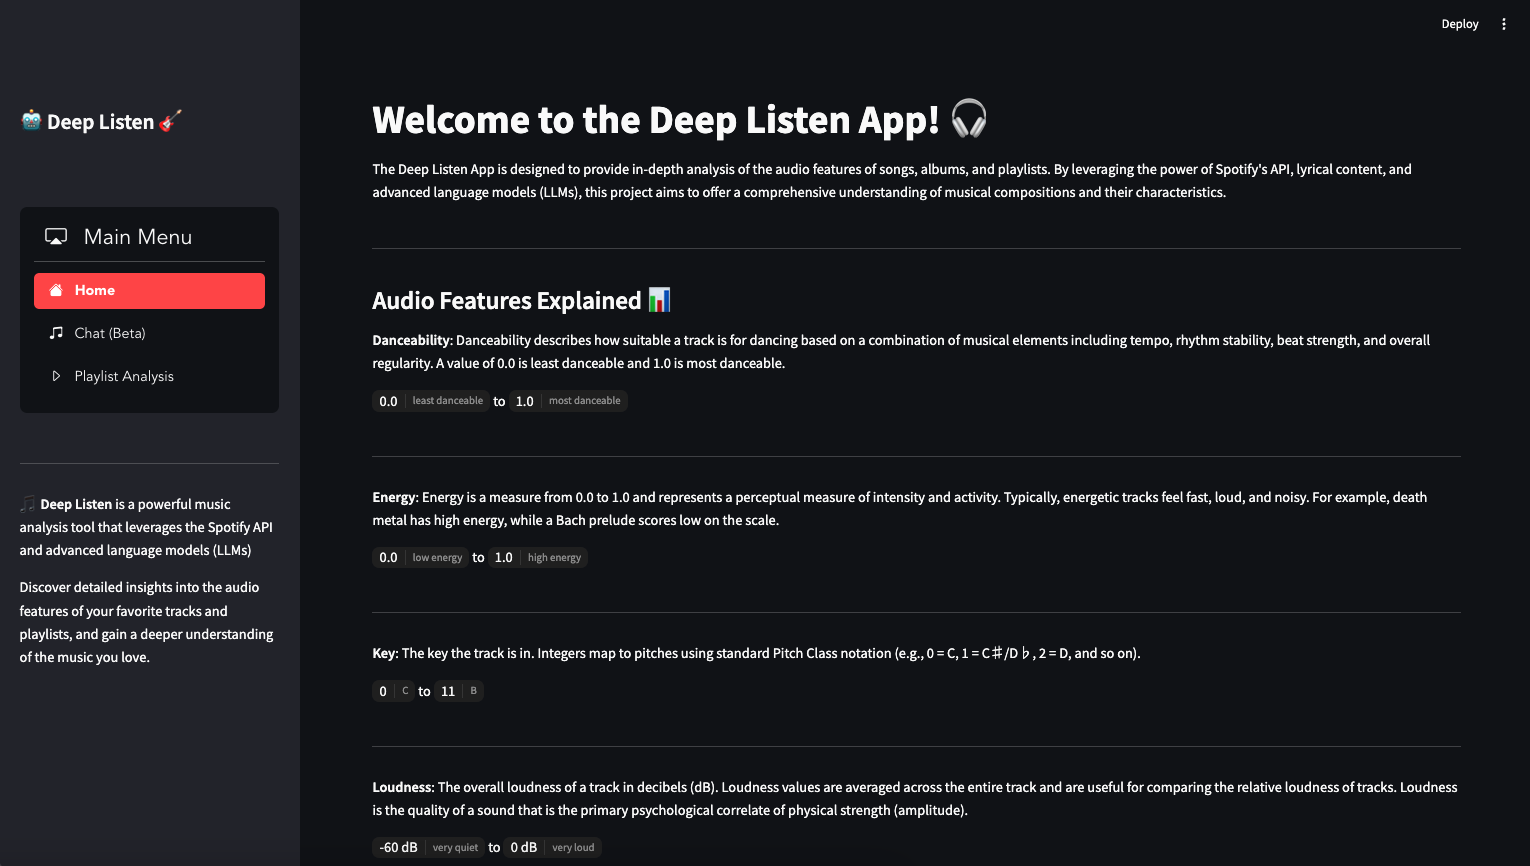 Deploy
🤖 Deep Listen 🎸
Main Menu
Home
Chat (Beta)
Playlist Analysis
🎵 Deep Listen is a powerful music
analysis tool that leverages the Spotify API
and advanced language models (LLMs)
Discover detailed insights into the audio
features of your favorite tracks and
playlists, and gain a deeper understanding
of the music you love.
Welcome to the Deep Listen App! 🎧
The Deep Listen App is designed to provide in-depth analysis of the audio features of songs, albums, and playlists. By leveraging the power of Spotify's API, lyrical content, and
advanced language models (LLMs), this project aims to offer a comprehensive understanding of musical compositions and their characteristics.
Audio Features Explained 📊
Danceability: Danceability describes how suitable a track is for dancing based on a combination of musical elements including tempo, rhythm stability, beat strength, and overall
regularity. A value of 0.0 is least danceable and 1.0 is most danceable.
0.0 least danceable to 1.0 most danceable
Energy: Energy is a measure from 0.0 to 1.0 and represents a perceptual measure of intensity and activity. Typically, energetic tracks feel fast, loud, and noisy. For example, death
metal has high energy, while a Bach prelude scores low on the scale.
0.0 low energy to 1.0 high energy
Key: The key the track is in. Integers map to pitches using standard Pitch Class notation (e.g., 0 = C, 1 = C♯/D♭, 2 = D, and so on).
0 C to 11 B
Loudness: The overall loudness of a track in decibels (dB). Loudness values are averaged across the entire track and are useful for comparing the relative loudness of tracks. Loudness
is the quality of a sound that is the primary psychological correlate of physical strength (amplitude).
-60 dB very quiet to 0 dB very loud